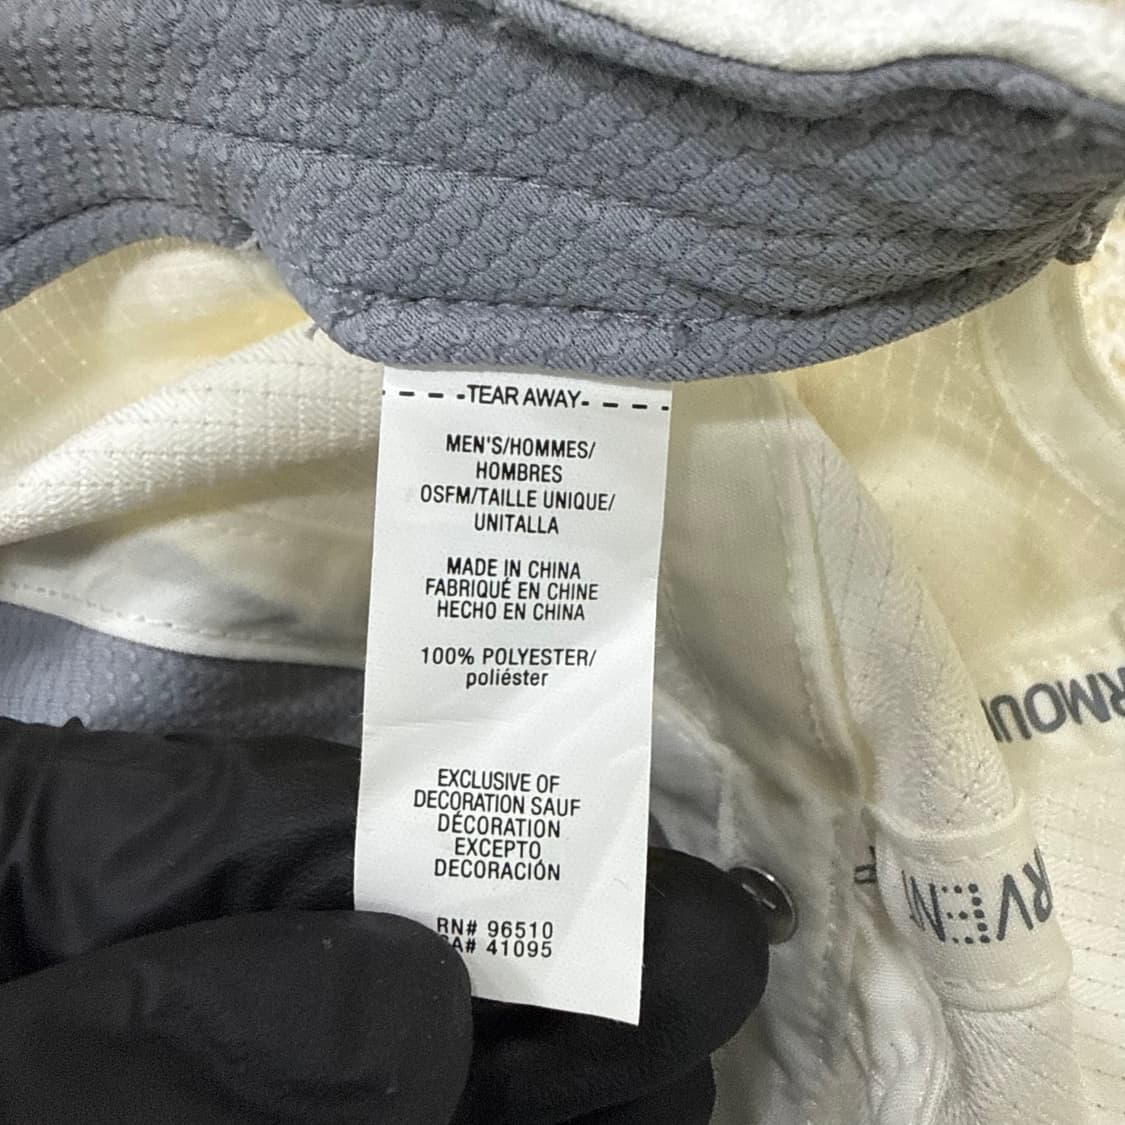 - - - -TEAR AWAY- - - - -
MEN'S/HOMMES/
HOMBRES
OSFM/TAILLE UNIQUE/
UNITALLA
MADE IN CHINA
FABRIQUÉ EN CHINE
HECHO EN CHINA
100% POLYESTER/
poliéster
EXCLUSIVE OF
DECORATION SAUF
DÉCORATION
EXCEPTO
DECORACIÓN
RN# 96510
A# 41095
RMOU